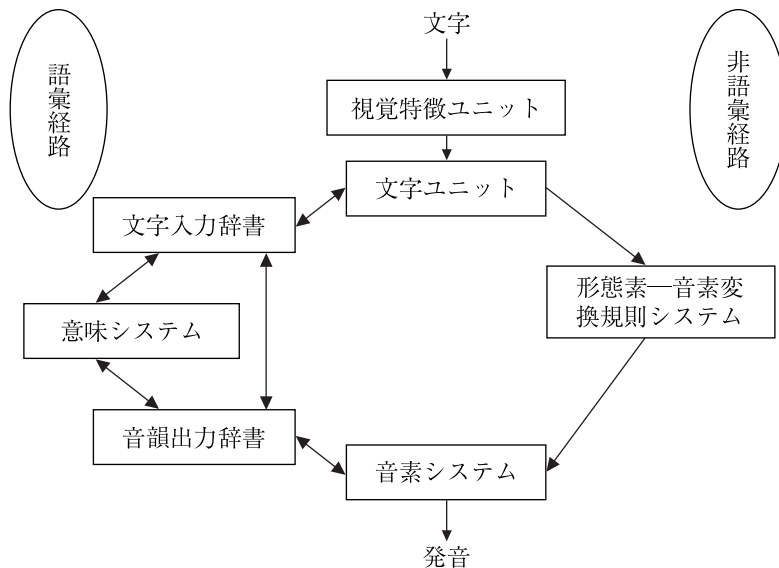 文字
語彙経路
非語彙経路
視覚特徴ユニット
文字ユニット
文字入力辞書
形態素―音素変
換規則システム
意味システム
音韻出力辞書
音素システム
発音